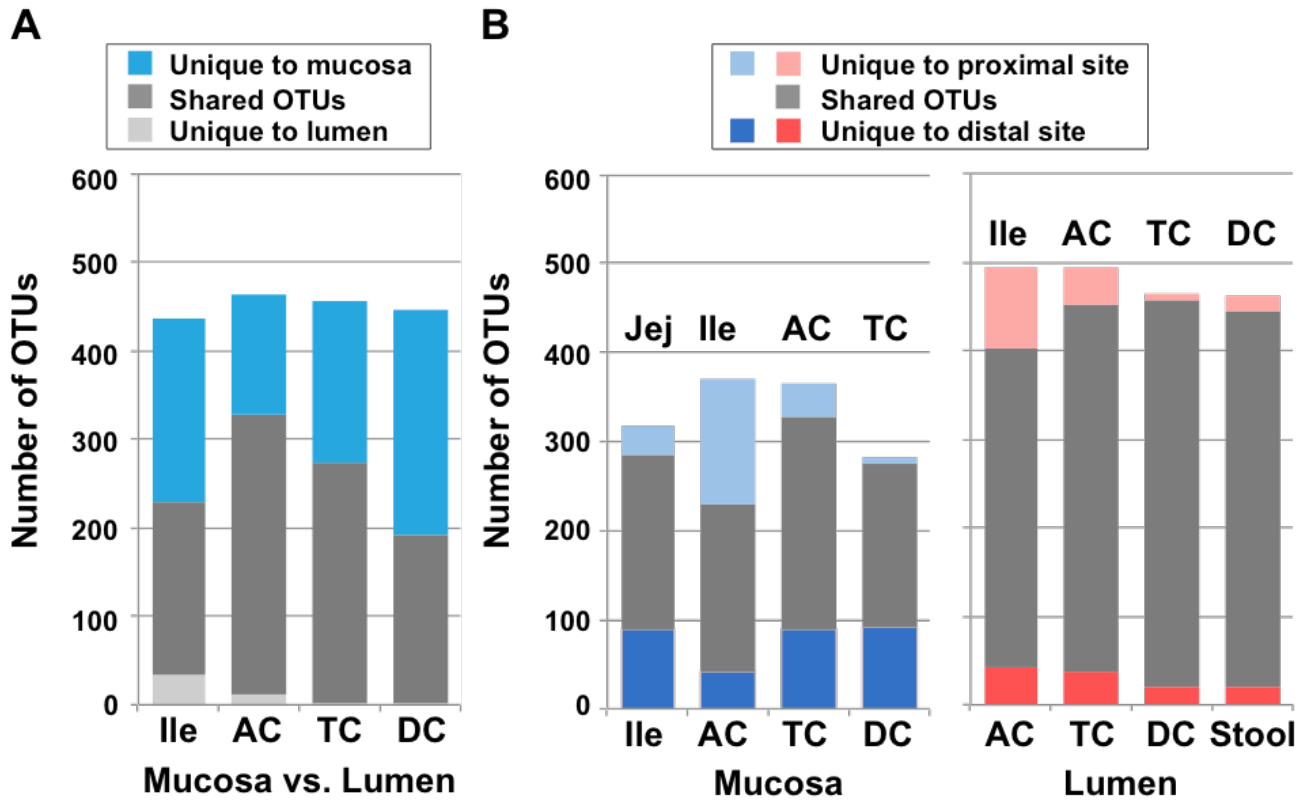 A
Unique to mucosa
Shared OTUs
Unique to lumen
Number of OTUs
600
500
400
300
200
100
0
Ile AC TC DC
Mucosa vs. Lumen
B
Unique to proximal site
Shared OTUs
Unique to distal site
Number of OTUs
600
500
400
300
200
100
0
Jej Ile AC TC
Ile AC TC DC
Mucosa
Ile AC TC DC
AC TC DC Stool
Lumen